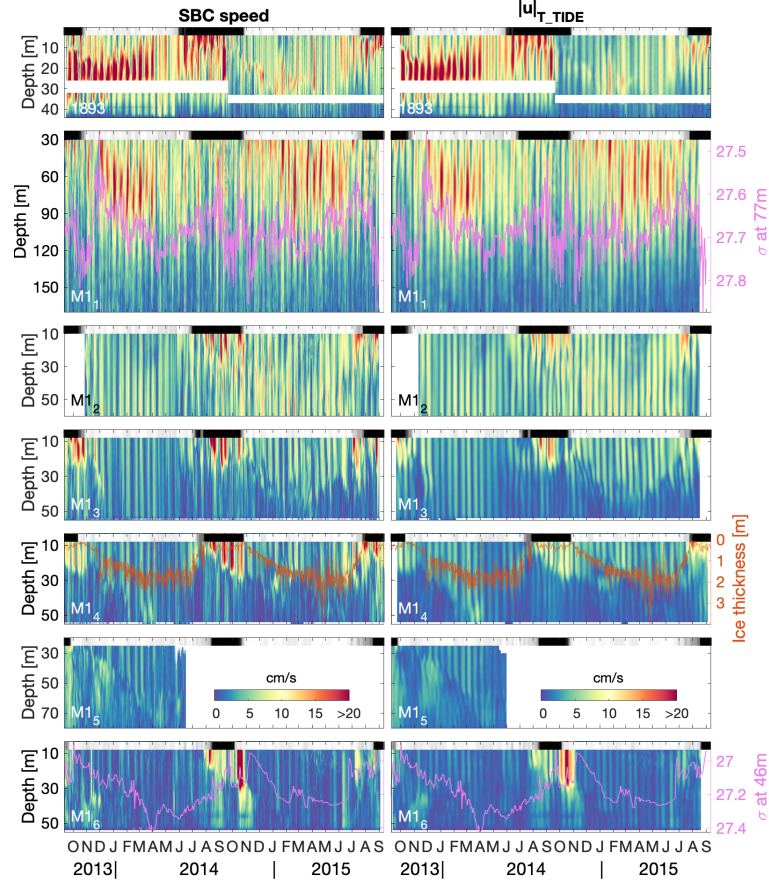 SBC speed
|u|T_TIDE
Depth [m]
10
20
30
40
1893
1893
Depth [m]
30
60
90
120
150
M1₁
M1₁
27.5
27.6
27.7
27.8
σ at 77m
Depth [m]
10
30
50
M1₂
M1₂
Depth [m]
10
30
50
M1₃
M1₃
Depth [m]
10
30
50
M1₄
M1₄
0
1
2
3
Ice thickness [m]
Depth [m]
30
50
70
M1₅
cm/s
0 5 10 15 >20
M1₅
cm/s
0 5 10 15 >20
Depth [m]
10
30
50
M1₆
M1₆
27
27.2
27.4
σ at 46m
O N D J F M A M J J A S O N D J F M A M J J A S
O N D J F M A M J J A S O N D J F M A M J J A S
2013 | 2014 | 2015
2013 | 2014 | 2015